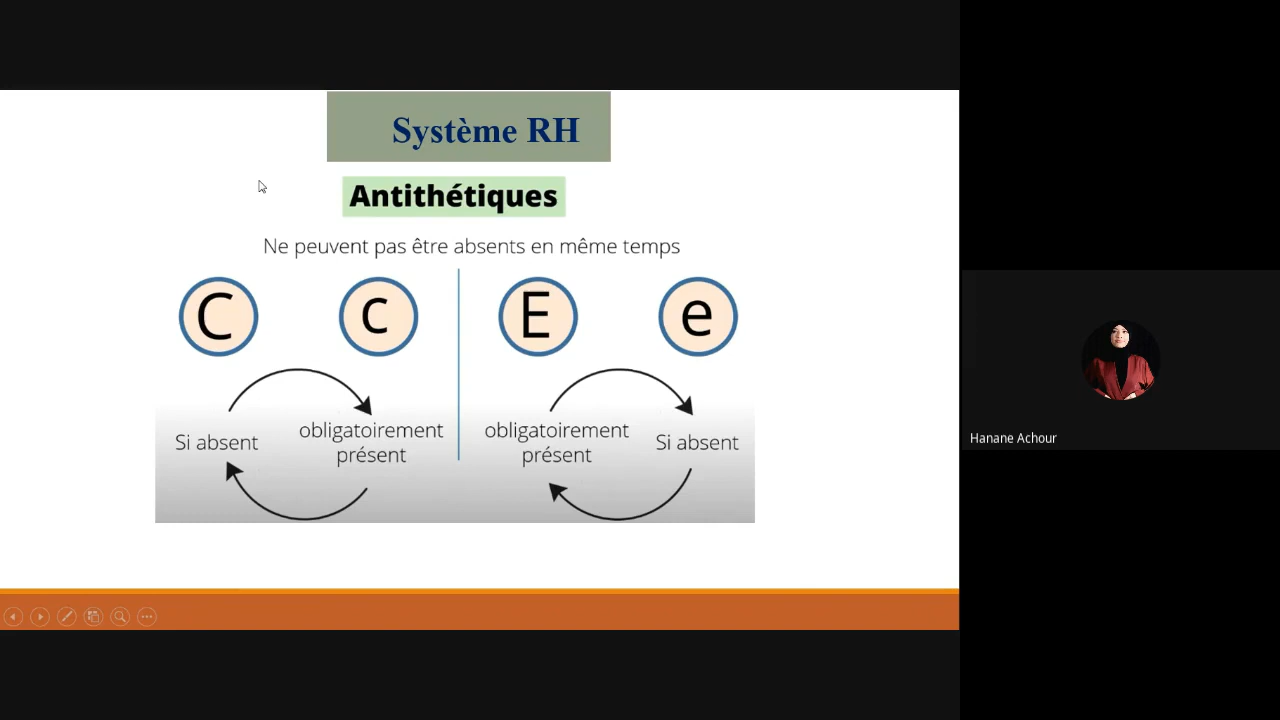 Système RH
Antithétiques
Ne peuvent pas être absents en même temps
C c E e
Si absent
obligatoirement
présent
obligatoirement
présent
Si absent
Hanane Achour